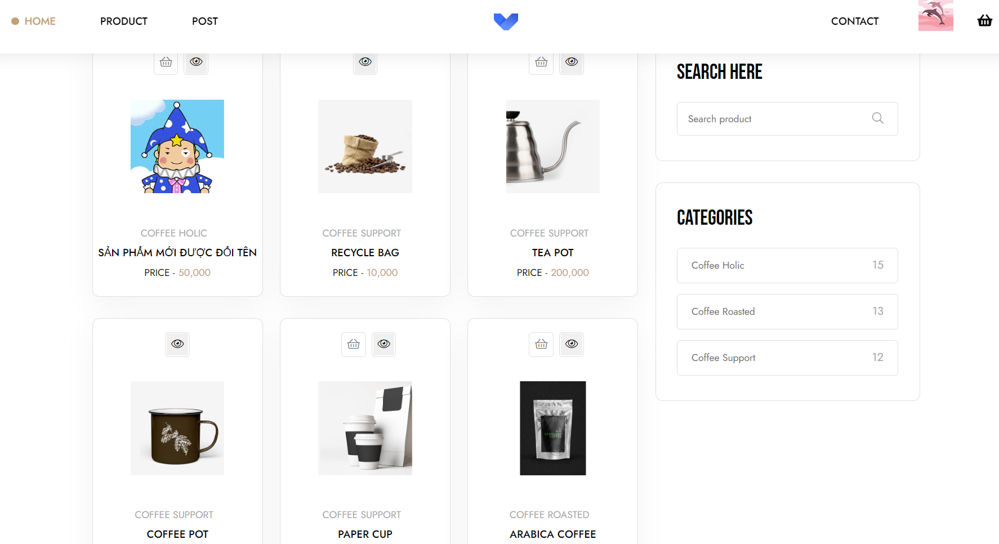 HOME
PRODUCT
POST
CONTACT
COFFEE HOLIC
SẢN PHẨM MỚI ĐƯỢC ĐỔI TÊN
PRICE - 50,000
COFFEE SUPPORT
RECYCLE BAG
PRICE - 10,000
COFFEE SUPPORT
TEA POT
PRICE - 200,000
COFFEE SUPPORT
COFFEE POT
COFFEE SUPPORT
PAPER CUP
REDOLENT
COFFEE
COFFEE ROASTED
ARABICA COFFEE
SEARCH HERE
Search product
CATEGORIES
Coffee Holic 15
Coffee Roasted 13
Coffee Support 12